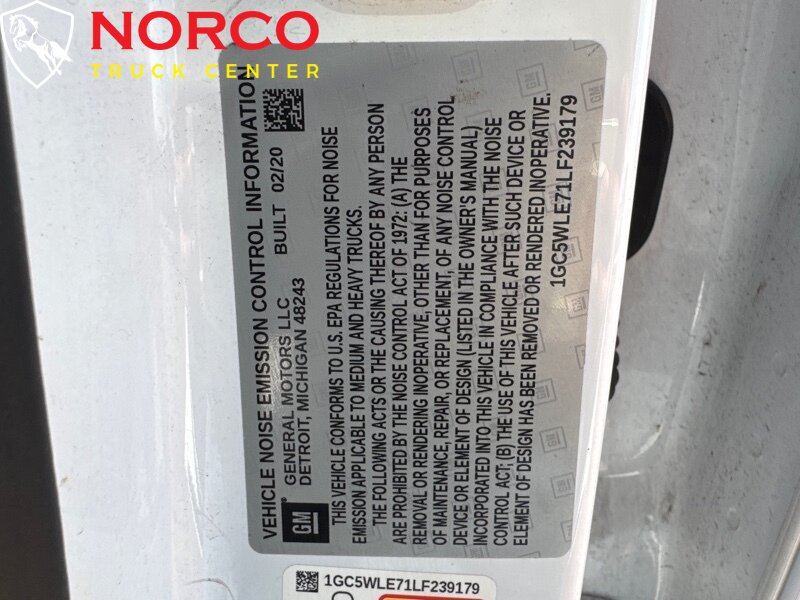 NORCO
TRUCK CENTER
VEHICLE NOISE EMISSION CONTROL INFORMATION
GENERAL MOTORS LLC BUILT 02/20
DETROIT, MICHIGAN 48243
GM
THIS VEHICLE CONFORMS TO U.S. EPA REGULATIONS FOR NOISE
EMISSION APPLICABLE TO MEDIUM AND HEAVY TRUCKS.
THE FOLLOWING ACTS OR THE CAUSING THEREOF BY ANY PERSON
ARE PROHIBITED BY THE NOISE CONTROL ACT OF 1972: (A) THE
REMOVAL OR RENDERING INOPERATIVE, OTHER THAN FOR PURPOSES
OF MAINTENANCE, REPAIR, OR REPLACEMENT, OF ANY NOISE CONTROL
DEVICE OR ELEMENT OF DESIGN (LISTED IN THE OWNER'S MANUAL)
INCORPORATED INTO THIS VEHICLE IN COMPLIANCE WITH THE NOISE
CONTROL ACT; (B) THE USE OF THIS VEHICLE AFTER SUCH DEVICE OR
ELEMENT OF DESIGN HAS BEEN REMOVED OR RENDERED INOPERATIVE.
1GC5WLE71LF239179
1GC5WLE71LF239179